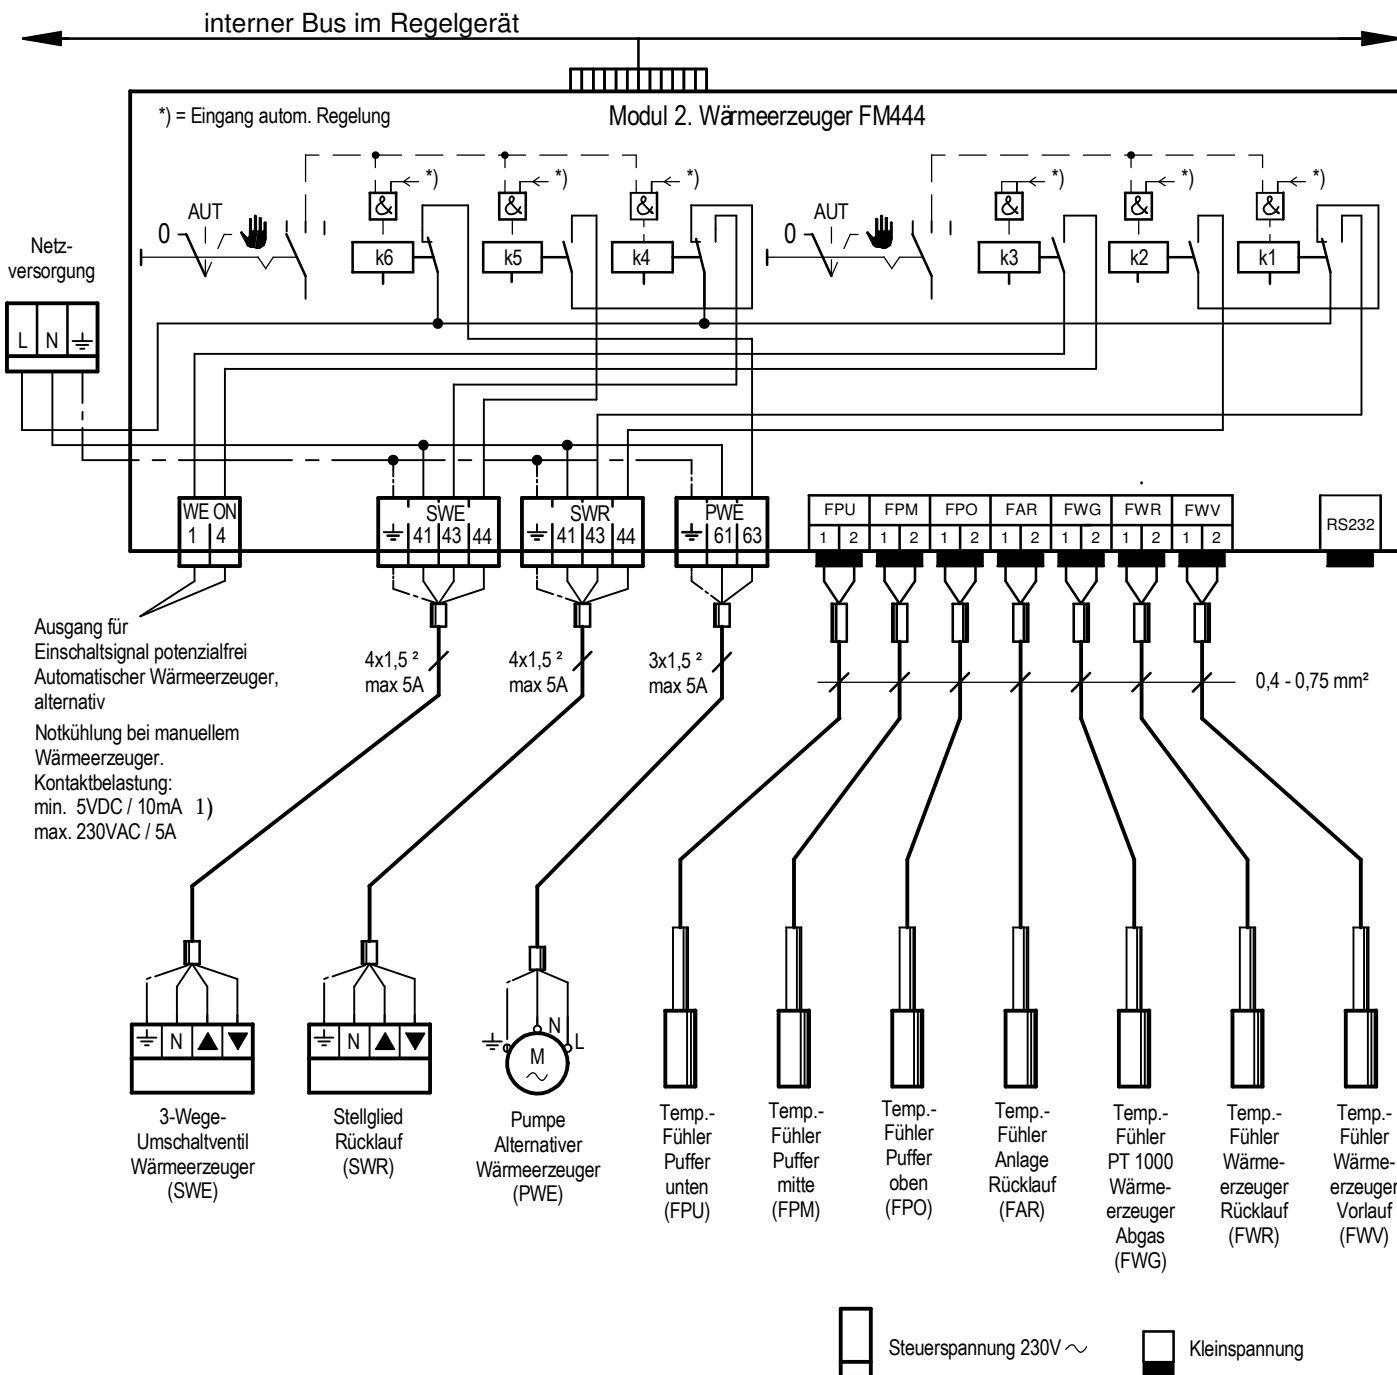 interner Bus im Regelgerät
*) = Eingang autom. Regelung
Modul 2. Wärmeerzeuger FM444
*) *) *) *) *) *)
& & & & & &
0 AUT 0 AUT
k6 k5 k4 k3 k2 k1
Netz-
versorgung
L N
WE ON
1 4
SWE
41 43 44
SWR
41 43 44
PWE
61 63
FPU FPM FPO FAR FWG FWR FWV
1 2 1 2 1 2 1 2 1 2 1 2 1 2
RS232
Ausgang für
Einschaltsignal potenzialfrei
Automatischer Wärmeerzeuger,
alternativ
Notkühlung bei manuellem
Wärmeerzeuger.
Kontaktbelastung:
min. 5VDC / 10mA 1)
max. 230VAC / 5A
4x1,5 ²
max 5A
4x1,5 ²
max 5A
3x1,5 ²
max 5A
0,4 - 0,75 mm²
N
N
N
L
M
3-Wege-
Umschaltventil
Wärmeerzeuger
(SWE)
Stellglied
Rücklauf
(SWR)
Pumpe
Alternativer
Wärmeerzeuger
(PWE)
Temp.-
Fühler
Puffer
unten
(FPU)
Temp.-
Fühler
Puffer
mitte
(FPM)
Temp.-
Fühler
Puffer
oben
(FPO)
Temp.-
Fühler
Anlage
Rücklauf
(FAR)
Temp.-
Fühler
PT 1000
Wärme-
erzeuger
Abgas
(FWG)
Temp.-
Fühler
Wärme-
erzeuger
Rücklauf
(FWR)
Temp.-
Fühler
Wärme-
erzeuger
Vorlauf
(FWV)
Steuerspannung 230V ~
Kleinspannung